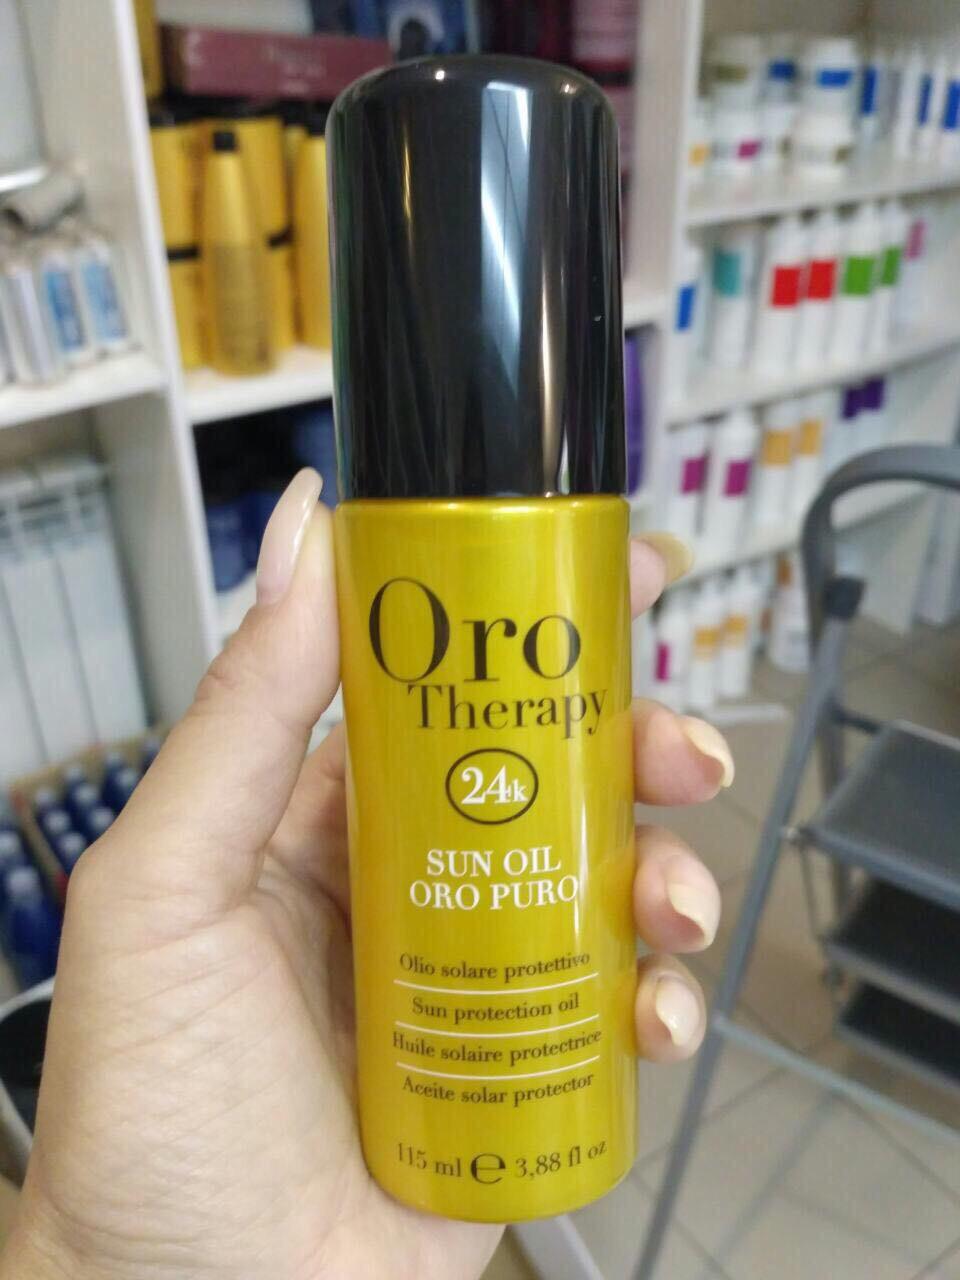 Oro
Therapy
24k
SUN OIL
ORO PURO
Olio solare protettivo
Sun protection oil
Huile solaire protectrice
Aceite solar protector
115 ml ℮ 3,88 fl oz